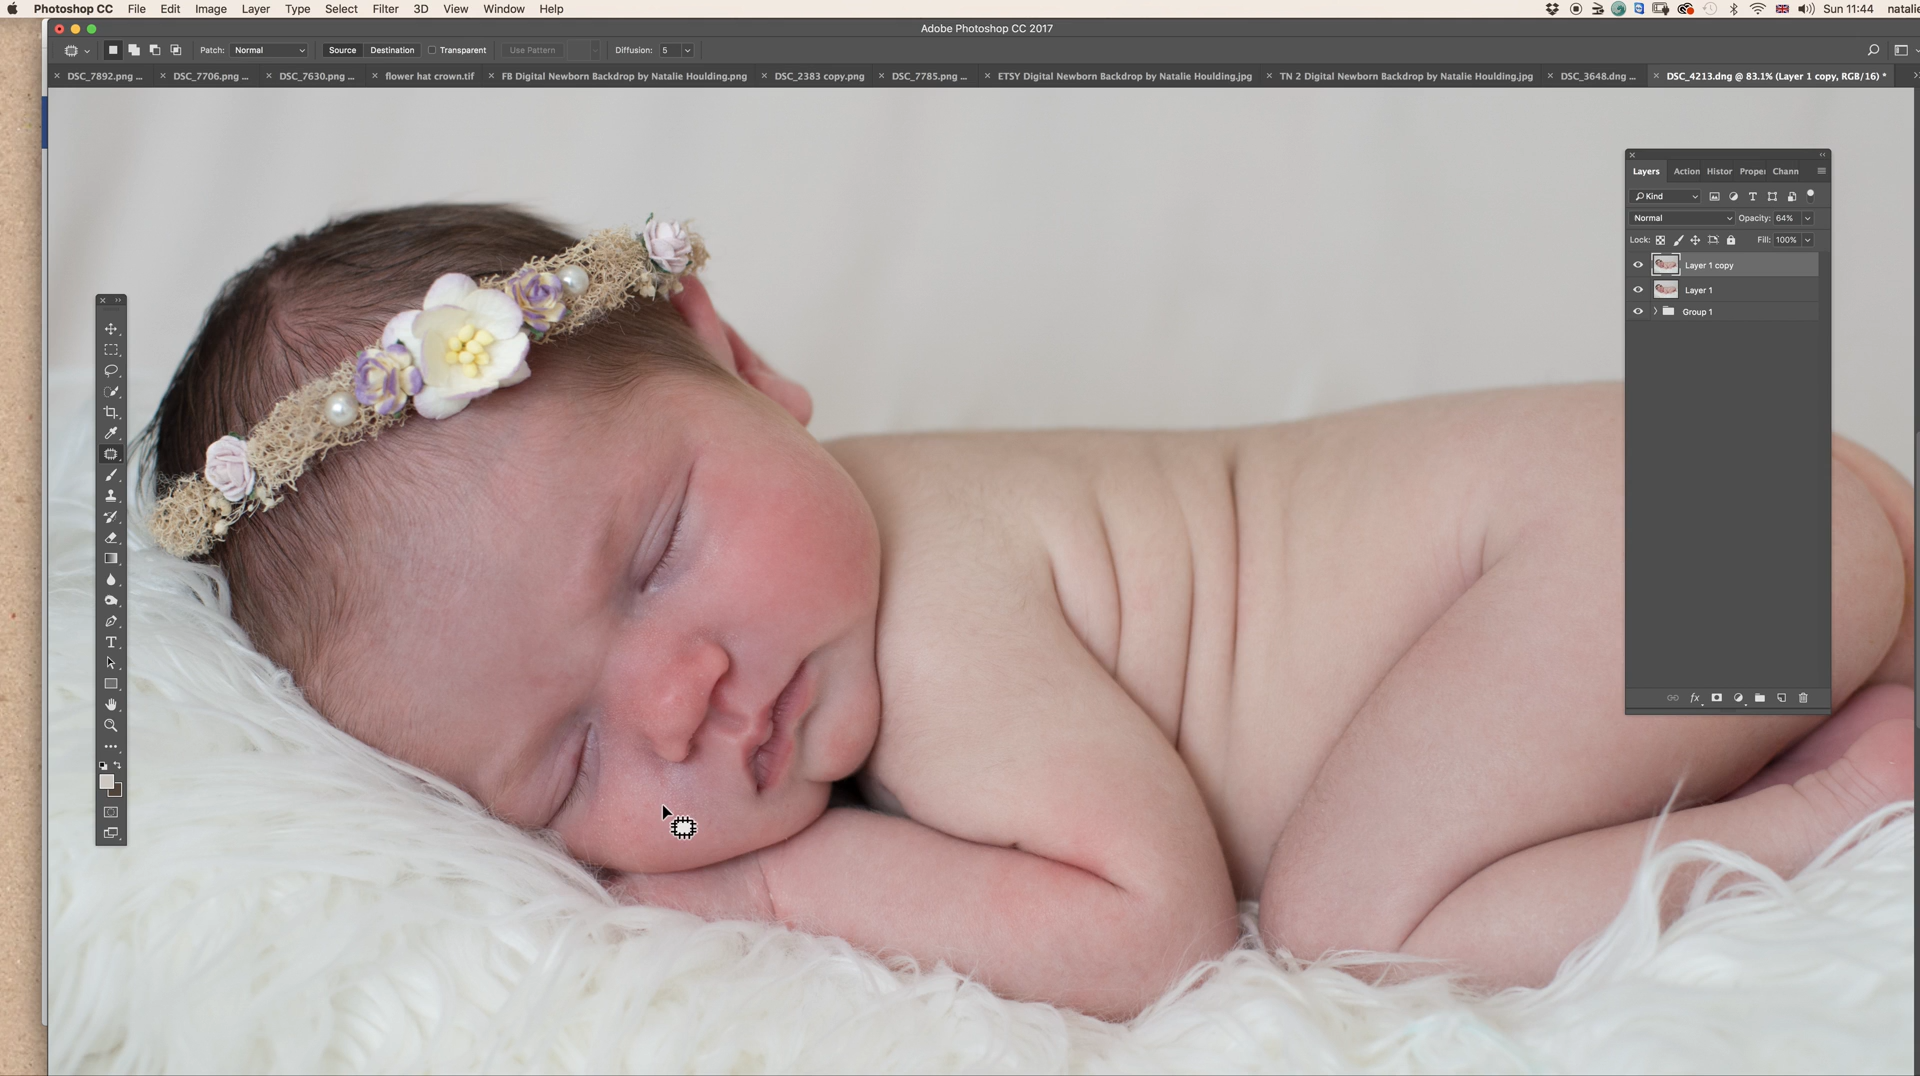 Photoshop CC File Edit Image Layer Type Select Filter 3D View Window Help Sun 11:44 natalie
Adobe Photoshop CC 2017
Patch: Normal Source Destination Transparent Use Pattern Diffusion: 5
DSC_7892.png ... DSC_7706.png ... DSC_7630.png ... flower hat crown.tif FB Digital Newborn Backdrop by Natalie Houlding.png DSC_2383 copy.png DSC_7785.png ... ETSY Digital Newborn Backdrop by Natalie Houlding.jpg TN 2 Digital Newborn Backdrop by Natalie Houlding.jpg DSC_3648.dng ... DSC_4213.dng @ 83.1% (Layer 1 copy, RGB/16) *
Layers Action Histor Proper Chann
Kind
Normal Opacity: 64%
Lock: Fill: 100%
Layer 1 copy
Layer 1
Group 1
fx